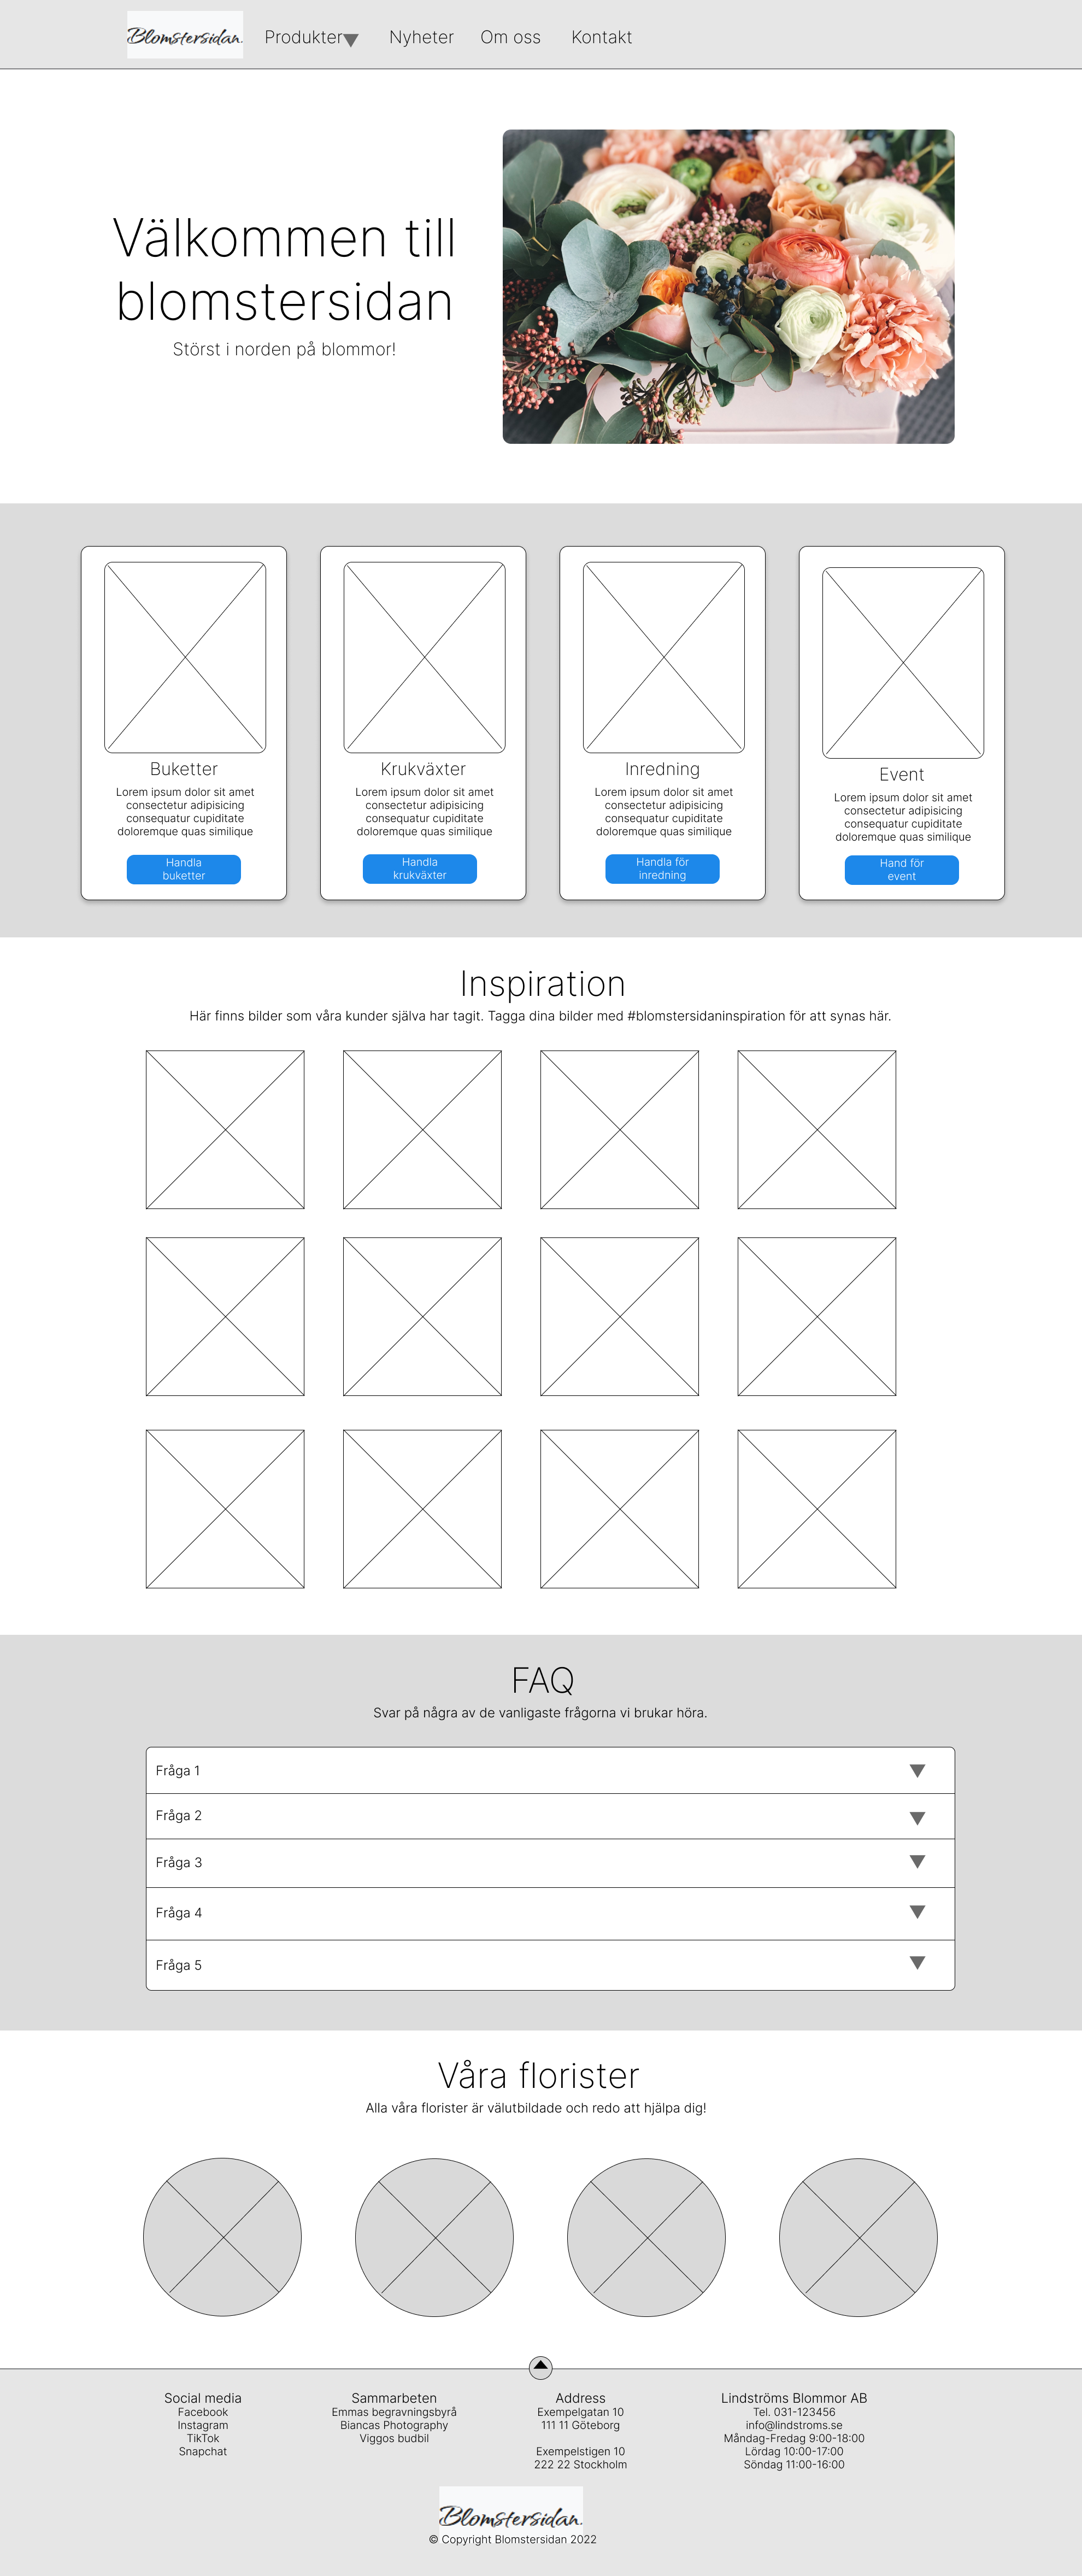 Blomstersidan.
Produkter
Nyheter
Om oss
Kontakt
Välkommen till
blomstersidan
Störst i norden på blommor!
Buketter
Lorem ipsum dolor sit amet
consectetur adipisicing
consequatur cupiditate
doloremque quas similique
Handla
buketter
Krukväxter
Lorem ipsum dolor sit amet
consectetur adipisicing
consequatur cupiditate
doloremque quas similique
Handla
krukväxter
Inredning
Lorem ipsum dolor sit amet
consectetur adipisicing
consequatur cupiditate
doloremque quas similique
Handla för
inredning
Event
Lorem ipsum dolor sit amet
consectetur adipisicing
consequatur cupiditate
doloremque quas similique
Hand för
event
Inspiration
Här finns bilder som våra kunder själva har tagit. Tagga dina bilder med #blomstersidaninspiration för att synas här.
FAQ
Svar på några av de vanligaste frågorna vi brukar höra.
Fråga 1
Fråga 2
Fråga 3
Fråga 4
Fråga 5
Våra florister
Alla våra florister är välutbildade och redo att hjälpa dig!
Social media
Facebook
Instagram
TikTok
Snapchat
Sammarbeten
Emmas begravningsbyrå
Biancas Photography
Viggos budbil
Address
Exempelgatan 10
111 11 Göteborg
Exempelstigen 10
222 22 Stockholm
Lindströms Blommor AB
Tel. 031-123456
info@lindstroms.se
Måndag-Fredag 9:00-18:00
Lördag 10:00-17:00
Söndag 11:00-16:00
Blomstersidan.
© Copyright Blomstersidan 2022